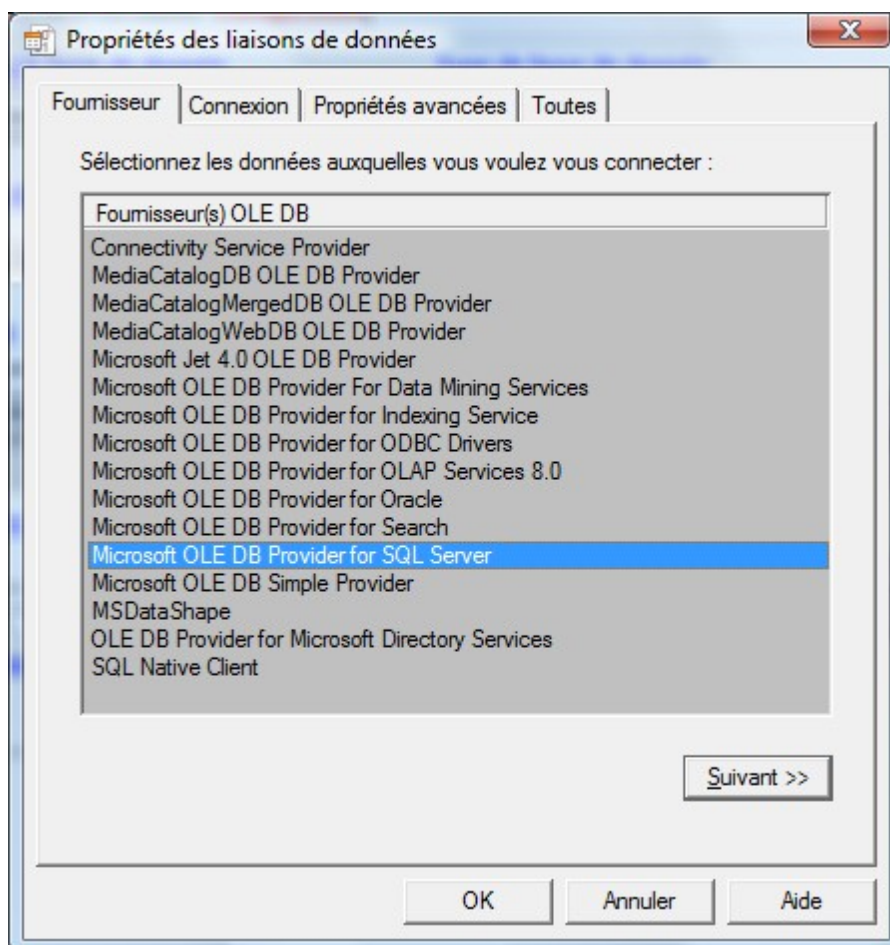 Propriétés des liaisons de données
Fournisseur Connexion Propriétés avancées Toutes
Sélectionnez les données auxquelles vous voulez vous connecter :
Fournisseur(s) OLE DB
Connectivity Service Provider
MediaCatalogDB OLE DB Provider
MediaCatalogMergedDB OLE DB Provider
MediaCatalogWebDB OLE DB Provider
Microsoft Jet 4.0 OLE DB Provider
Microsoft OLE DB Provider For Data Mining Services
Microsoft OLE DB Provider for Indexing Service
Microsoft OLE DB Provider for ODBC Drivers
Microsoft OLE DB Provider for OLAP Services 8.0
Microsoft OLE DB Provider for Oracle
Microsoft OLE DB Provider for Search
Microsoft OLE DB Provider for SQL Server
Microsoft OLE DB Simple Provider
MSDataShape
OLE DB Provider for Microsoft Directory Services
SQL Native Client
Suivant >>
OK Annuler Aide